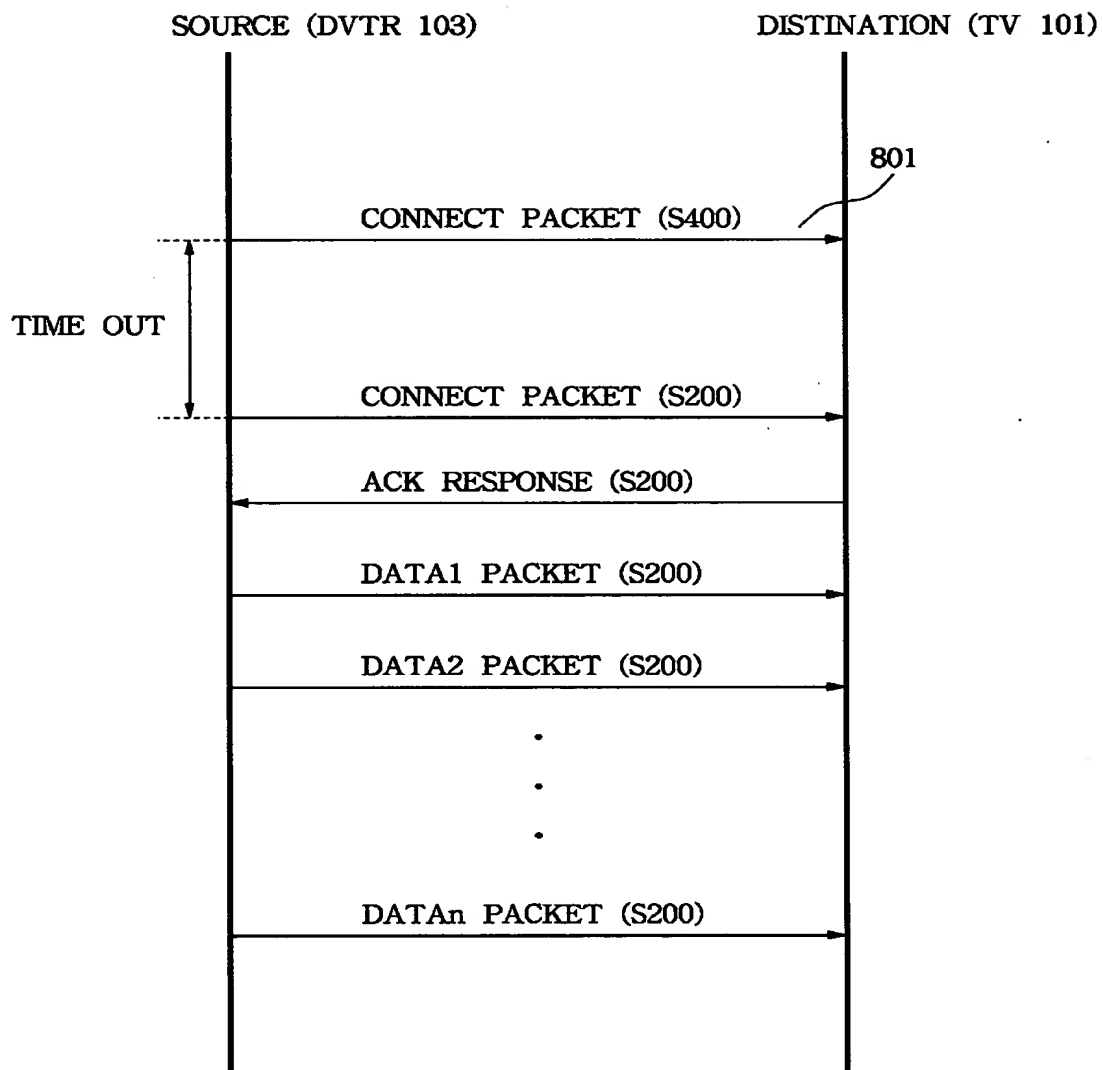 SOURCE (DVTR 103)
DISTINATION (TV 101)
801
CONNECT PACKET (S400)
TIME OUT
CONNECT PACKET (S200)
ACK RESPONSE (S200)
DATA1 PACKET (S200)
DATA2 PACKET (S200)
DATAn PACKET (S200)